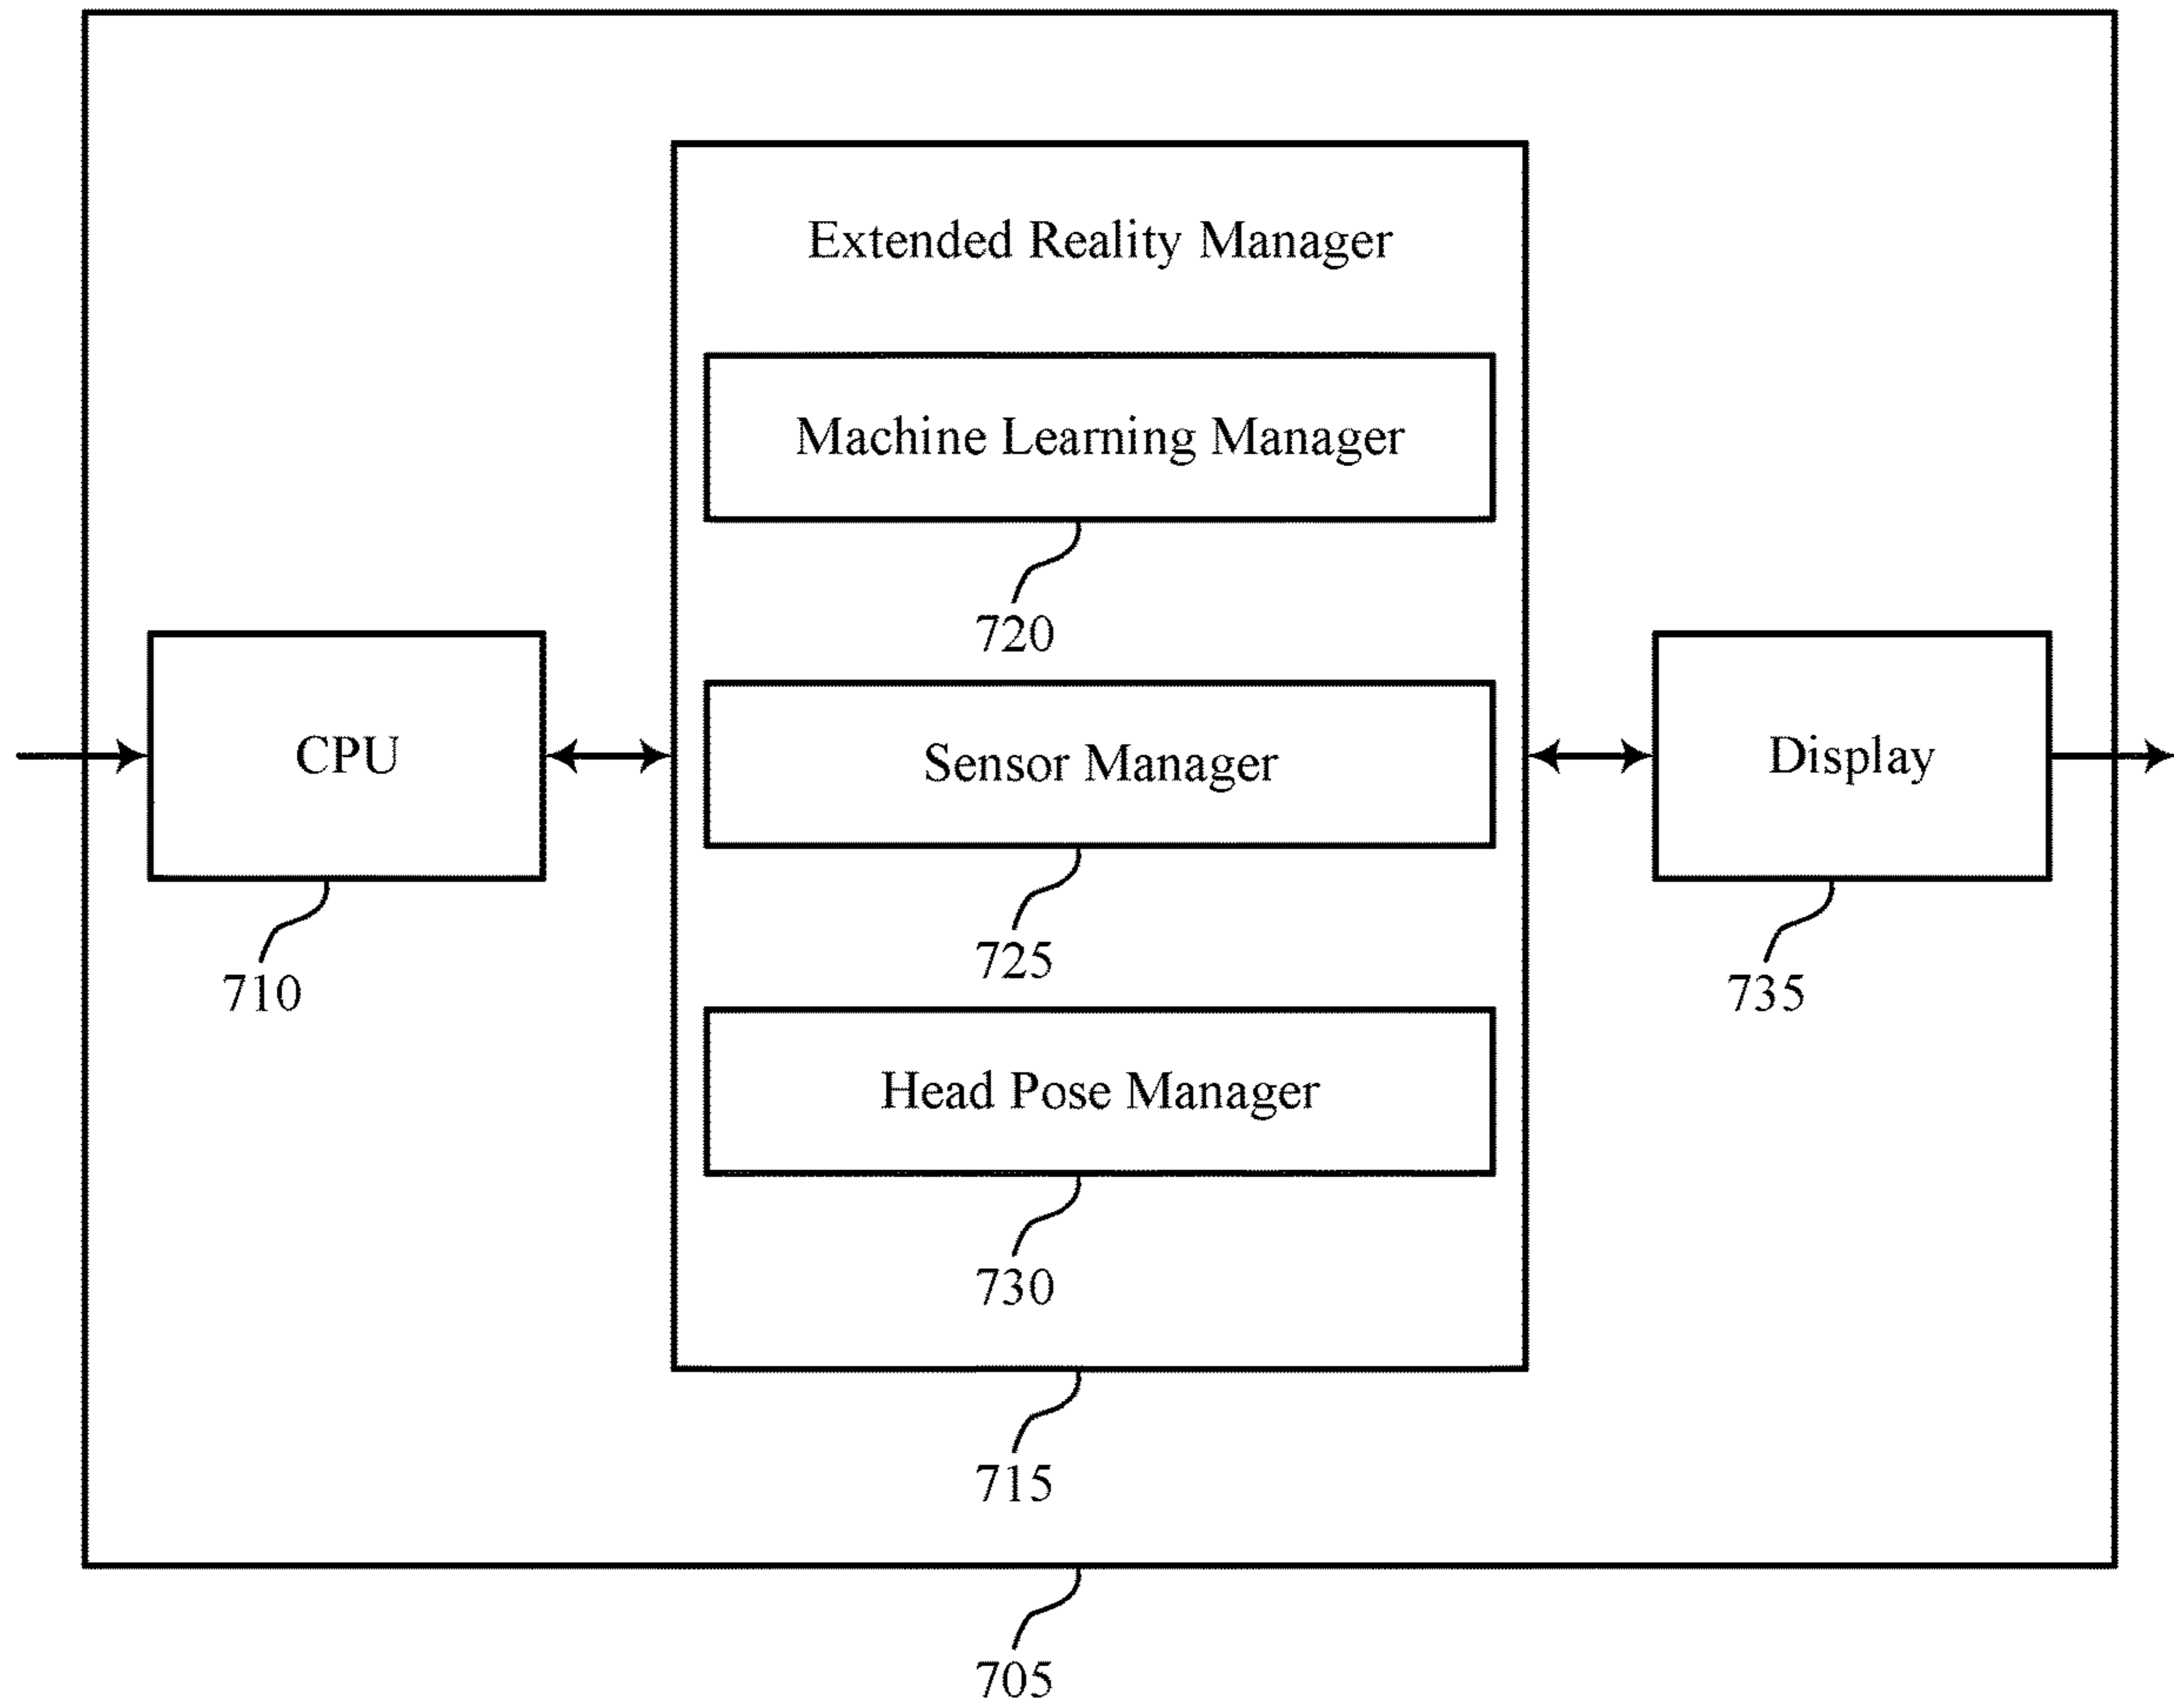 Extended Reality Manager
Machine Learning Manager
720
CPU
Sensor Manager
Display
725
710
735
Head Pose Manager
730
715
705